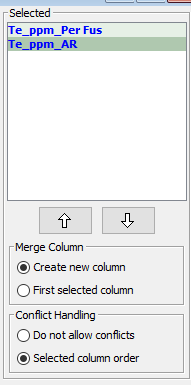 Selected
Te_ppm_Per Fus
Te_ppm_AR
Merge Column
Create new column
First selected column
Conflict Handling
Do not allow conflicts
Selected column order